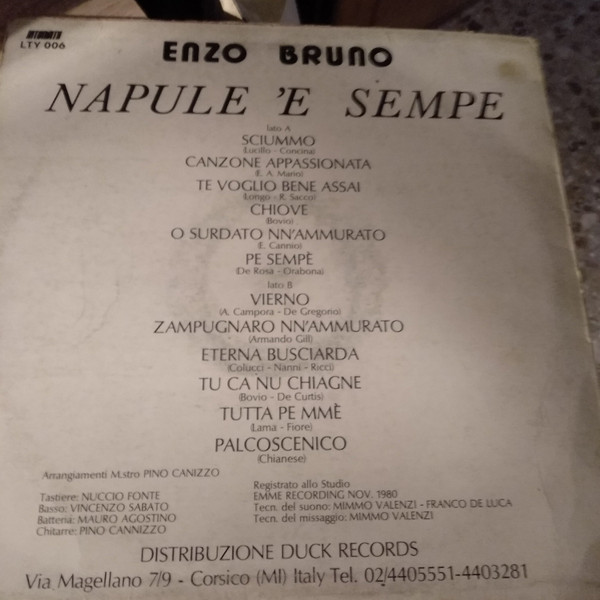 LTY 006
ENZO BRUNO
NAPULE 'E SEMPE
lato A
SCIUMMO
(Lucillo - Concina)
CANZONE APPASSIONATA
(E. A. Mario)
TE VOGLIO BENE ASSAI
(Longo - R. Sacco)
CHIOVE
(Bovio)
O SURDATO NN'AMMURATO
(E. Cannio)
PE SEMPÈ
(De Rosa - Orabona)
lato B
VIERNO
(A. Campora - De Gregorio)
ZAMPUGNARO NN'AMMURATO
(Armando Gill)
ETERNA BUSCIARDA
(Colucci - Nanni - Ricci)
TU CA NU CHIAGNE
(Bovio - De Curtis)
TUTTA PE MMÈ
(Lama - Fiore)
PALCOSCENICO
(Chianese)
Arrangiamenti M.stro PINO CANIZZO
Tastiere: NUCCIO FONTE
Basso: VINCENZO SABATO
Batteria: MAURO AGOSTINO
Chitarre: PINO CANNIZZO
Registrato allo Studio
EMME RECORDING NOV. 1980
Tecn. del suono: MIMMO VALENZI - FRANCO DE LUCA
Tecn. del missaggio: MIMMO VALENZI
DISTRIBUZIONE DUCK RECORDS
Via Magellano 7/9 - Corsico (MI) Italy Tel. 02/4405551-4403281